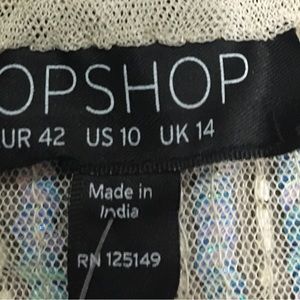 OPSHOP
UR 42 US 10 UK 14
Made in
India
RN 125149